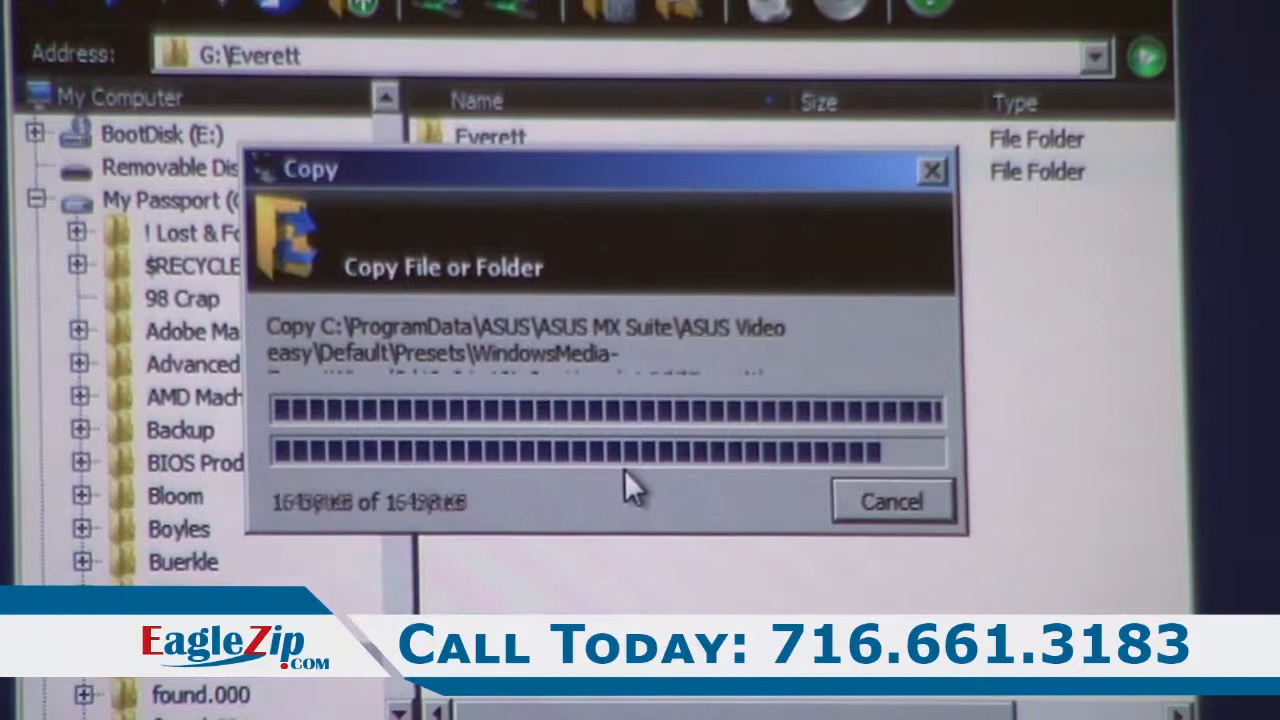 Address: G:\Everett
My Computer
Name Size Type
BootDisk (E:)
Everett File Folder
Removable Dis
File Folder
My Passport (
! Lost & Fo
$RECYCLE
98 Crap
Adobe Ma
Advanced
AMD Mach
Backup
BIOS Prod
Bloom
Boyles
Buerkle
found.000
Copy
Copy File or Folder
Copy C:\ProgramData\ASUS\ASUS MX Suite\ASUS Video
easy\Default\Presets\WindowsMedia-
of
Cancel
EagleZip.com
Call Today: 716.661.3183